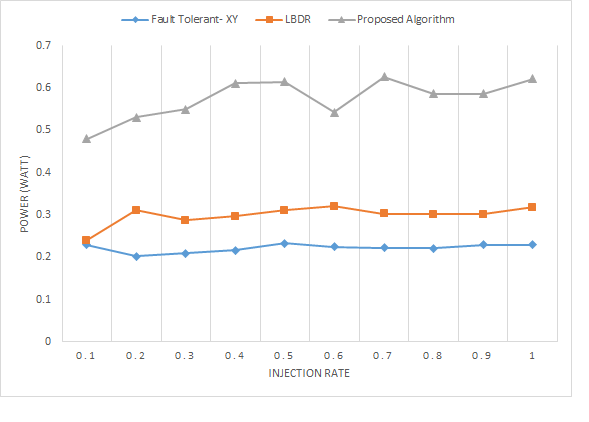 Fault Tolerant- XY LBDR Proposed Algorithm
0.7
0.6
0.5
0.4
0.3
0.2
0.1
0
POWER (WATT)
0.1 0.2 0.3 0.4 0.5 0.6 0.7 0.8 0.9 1
INJECTION RATE